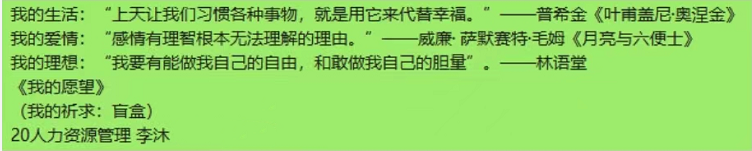 我的生活：“上天让我们习惯各种事物，就是用它来代替幸福。”——普希金《叶甫盖尼·奥涅金》
我的爱情：“感情有理智根本无法理解的理由。”——威廉· 萨默赛特·毛姆《月亮与六便士》
我的理想：“我要有能做我自己的自由，和敢做我自己的胆量”。——林语堂
《我的愿望》
（我的祈求：盲盒）
20人力资源管理 李沐